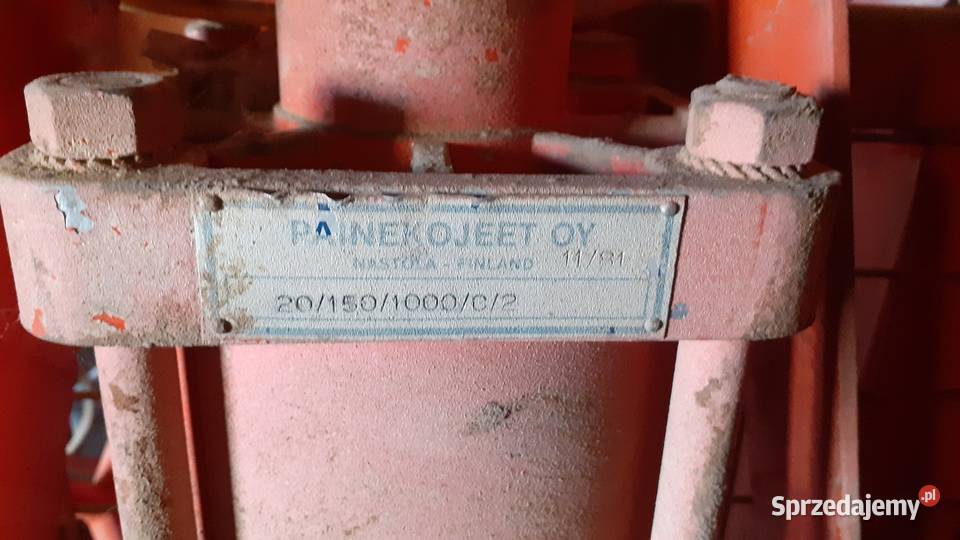 PAINEKOJEET OY
11/81
NASTOLA - FINLAND
20/150/1000/C/2
Sprzedajemy.pl